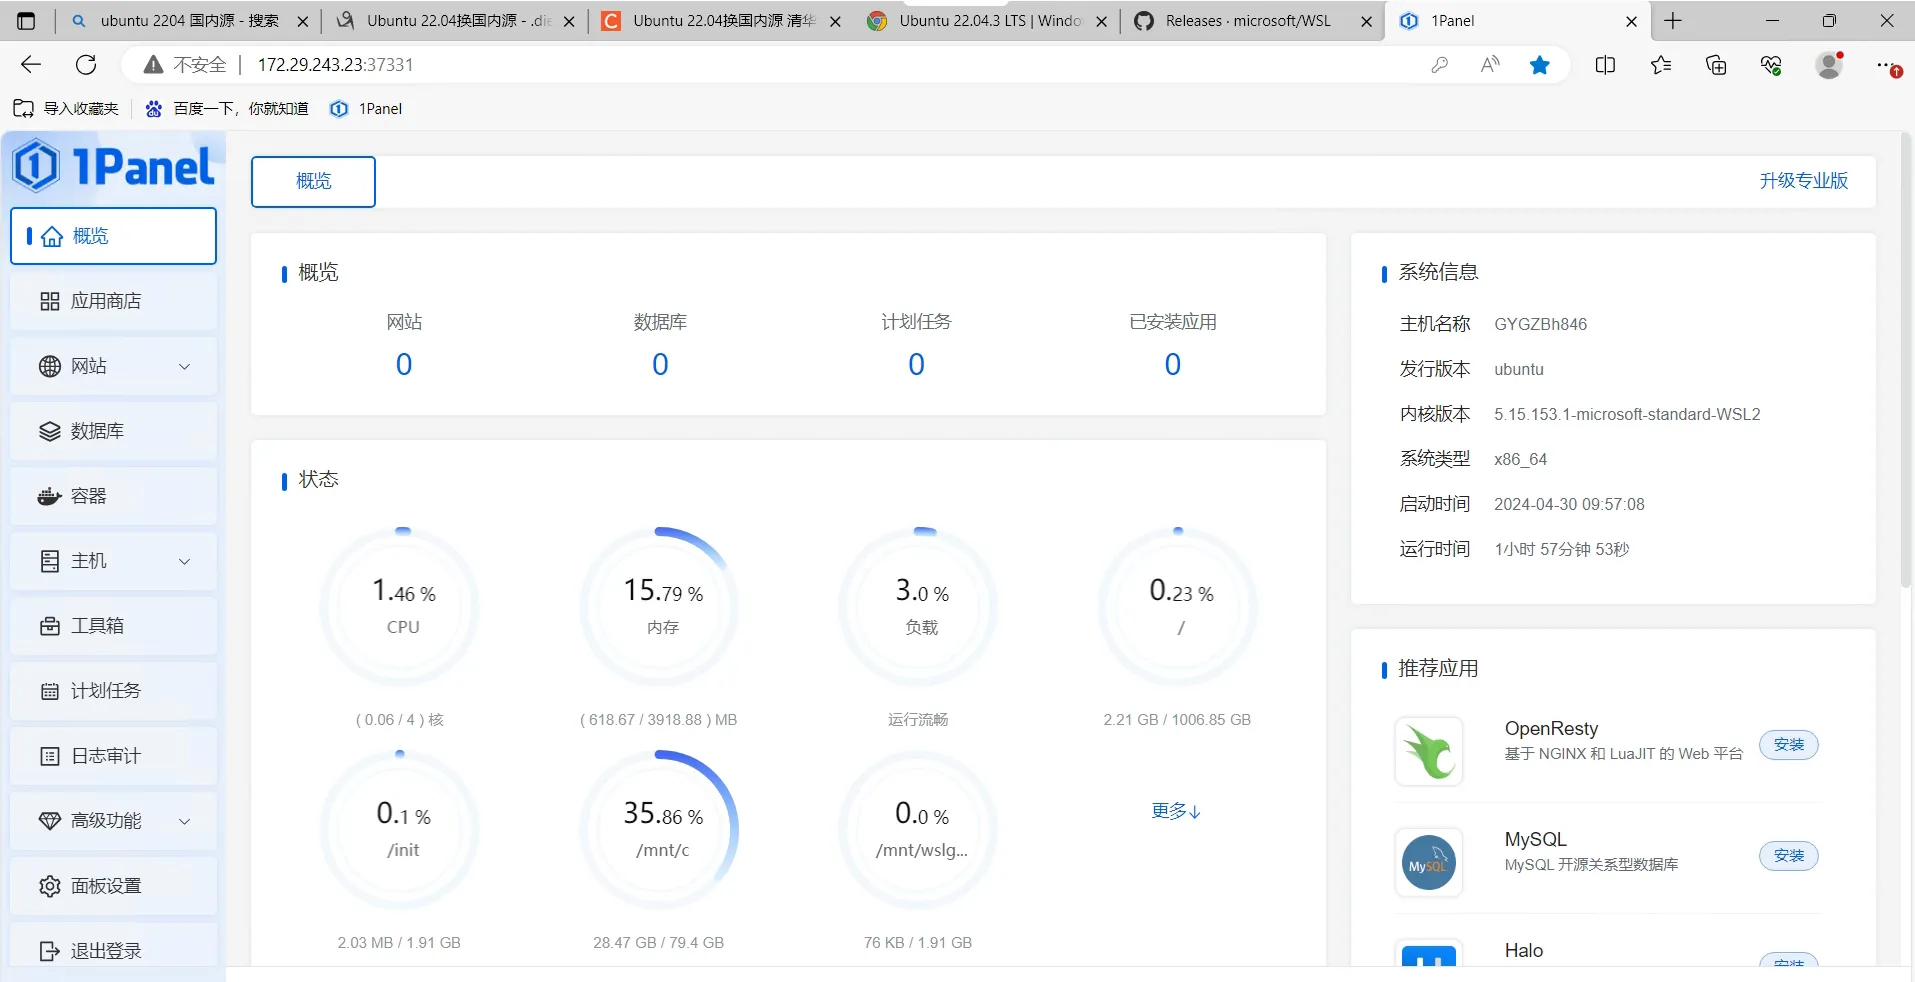 ubuntu 2204 国内源 - 搜索
Ubuntu 22.04换国内源 - .die
Ubuntu 22.04换国内源 清华
Ubuntu 22.04.3 LTS | Windo
Releases · microsoft/WSL
1Panel
不安全
172.29.243.23:37331
导入收藏夹
百度一下，你就知道
1Panel
1Panel
概览
应用商店
网站
数据库
容器
主机
工具箱
计划任务
日志审计
高级功能
面板设置
退出登录
概览
升级专业版
概览
网站
0
数据库
0
计划任务
0
已安装应用
0
状态
1.46 %
CPU
( 0.06 / 4 ) 核
15.79 %
内存
( 618.67 / 3918.88 ) MB
3.0 %
负载
运行流畅
0.23 %
/
2.21 GB / 1006.85 GB
0.1 %
/init
2.03 MB / 1.91 GB
35.86 %
/mnt/c
28.47 GB / 79.4 GB
0.0 %
/mnt/wslg...
76 KB / 1.91 GB
更多↓
系统信息
主机名称 GYGZBh846
发行版本 ubuntu
内核版本 5.15.153.1-microsoft-standard-WSL2
系统类型 x86_64
启动时间 2024-04-30 09:57:08
运行时间 1小时 57分钟 53秒
推荐应用
OpenResty
基于 NGINX 和 LuaJIT 的 Web 平台
安装
MySQL
MySQL
MySQL 开源关系型数据库
安装
Halo
安装